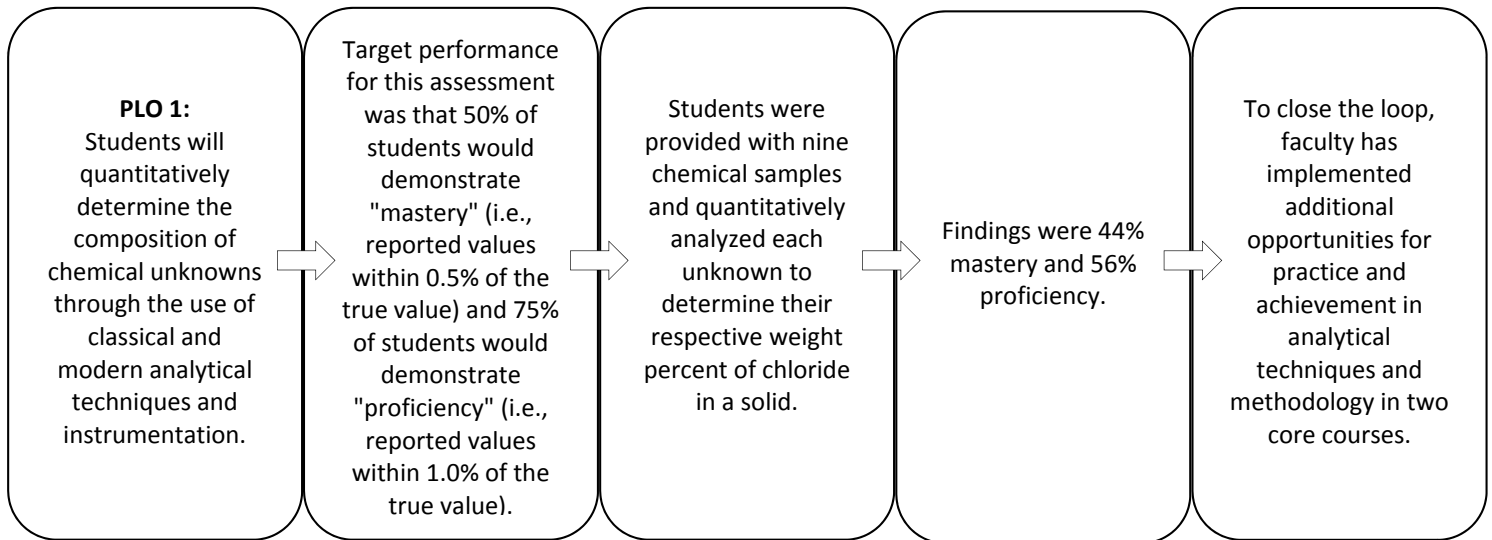 PLO 1:
Students will
quantitatively
determine the
composition of
chemical unknowns
through the use of
classical and
modern analytical
techniques and
instrumentation.
Target performance
for this assessment
was that 50% of
students would
demonstrate
"mastery" (i.e.,
reported values
within 0.5% of the
true value) and 75%
of students would
demonstrate
"proficiency" (i.e.,
reported values
within 1.0% of the
true value).
Students were
provided with nine
chemical samples
and quantitatively
analyzed each
unknown to
determine their
respective weight
percent of chloride
in a solid.
Findings were 44%
mastery and 56%
proficiency.
To close the loop,
faculty has
implemented
additional
opportunities for
practice and
achievement in
analytical
techniques and
methodology in two
core courses.